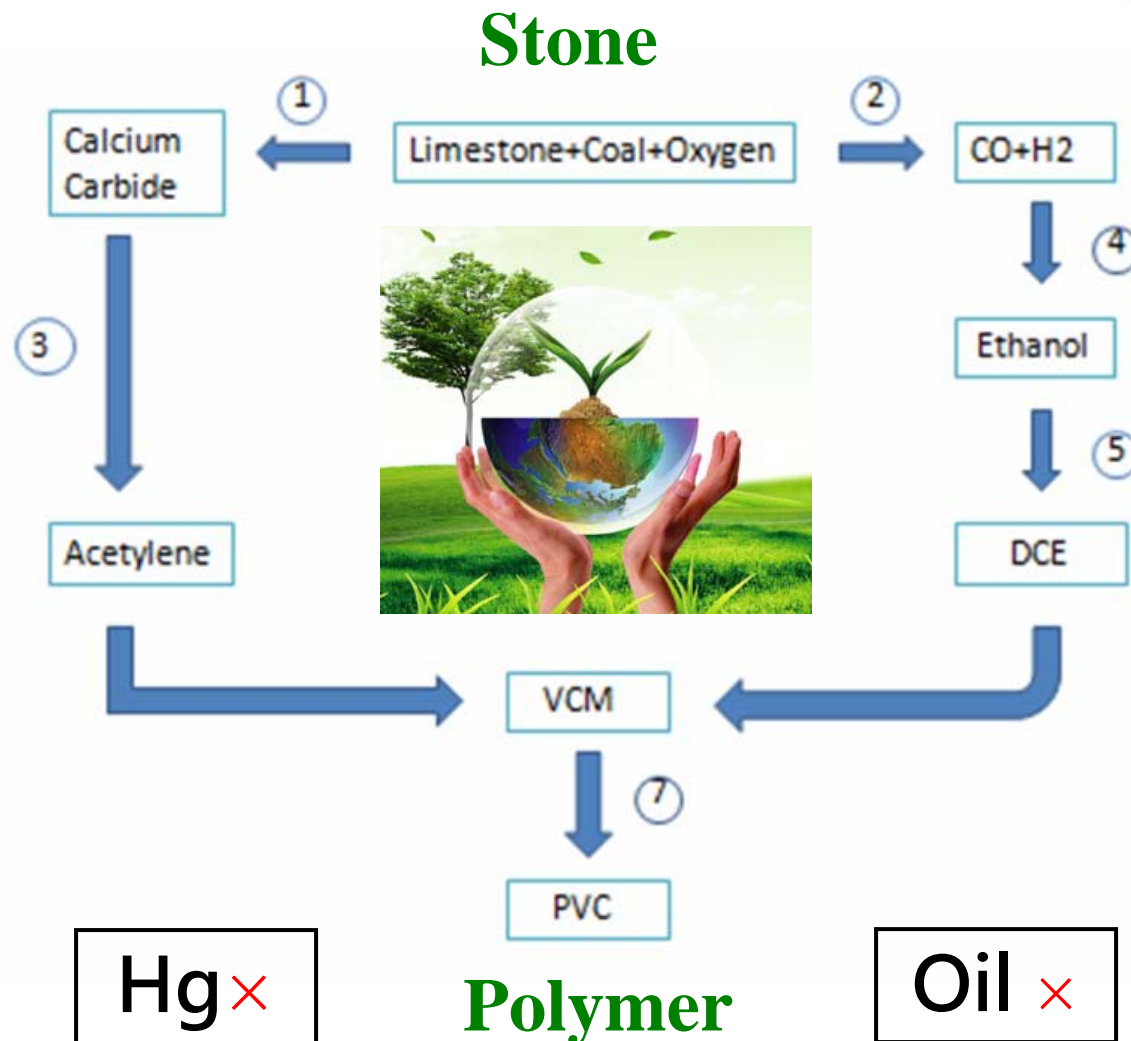 Stone
1
2
Calcium
Carbide
Limestone+Coal+Oxygen
CO+H2
4
3
Ethanol
5
Acetylene
DCE
VCM
7
PVC
Hg×
Oil ×
Polymer